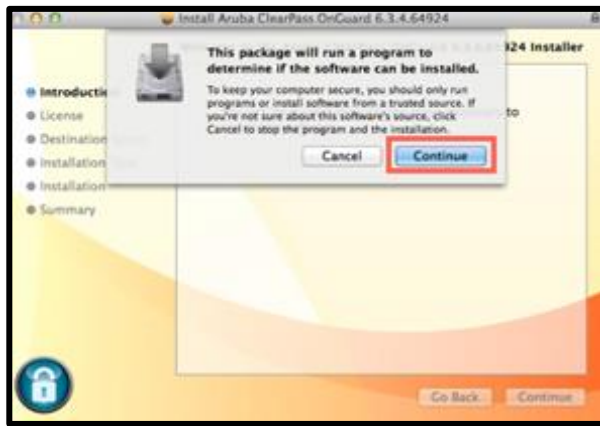 Install Aruba ClearPass OnGuard 6.3.4.64924
924 Installer
This package will run a program to
determine if the software can be installed.
To keep your computer secure, you should only run
programs or install software from a trusted source. If
you're not sure about this software's source, click
Cancel to stop the program and the installation.
Cancel
Continue
to
Introductio
License
Destination
Installation
Installation
Summary
Go Back
Continue